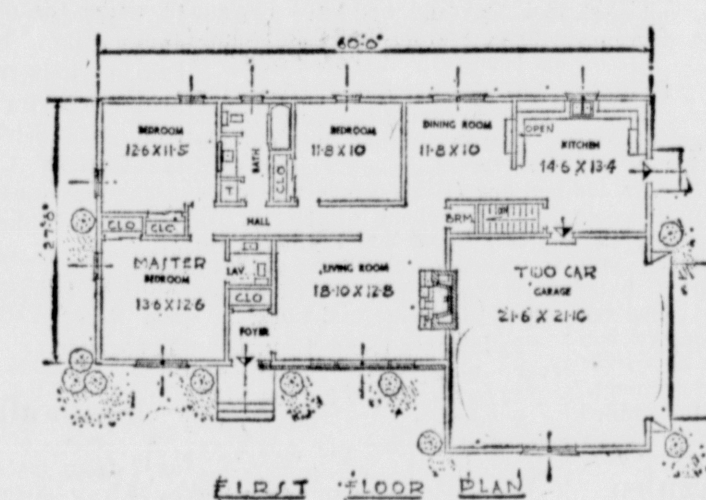 60'-0"
BEDROOM
12·6 X 11·5
BATH
T
CLO
BEDROOM
11·8 X 10
DINING ROOM
11·8 X 10
OPEN
KITCHEN
14·6 X 13·4
CLO
CLO
HALL
BRM
DN
MASTER
BEDROOM
13·6 X 12·6
LAV.
CLO
FOYER
LIVING ROOM
18·10 X 12·8
TWO CAR
GARAGE
21·6 X 21·10
FIRST FLOOR PLAN